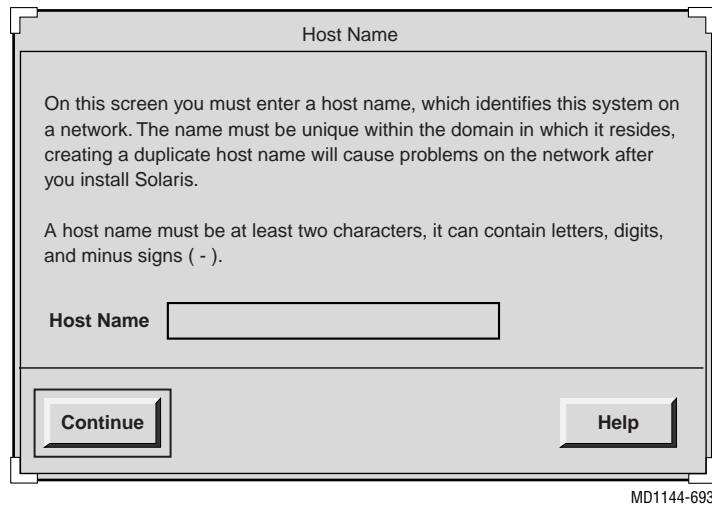 Host Name
On this screen you must enter a host name, which identifies this system on
a network. The name must be unique within the domain in which it resides,
creating a duplicate host name will cause problems on the network after
you install Solaris.
A host name must be at least two characters, it can contain letters, digits,
and minus signs ( - ).
Host Name
Continue
Help
MD1144-693